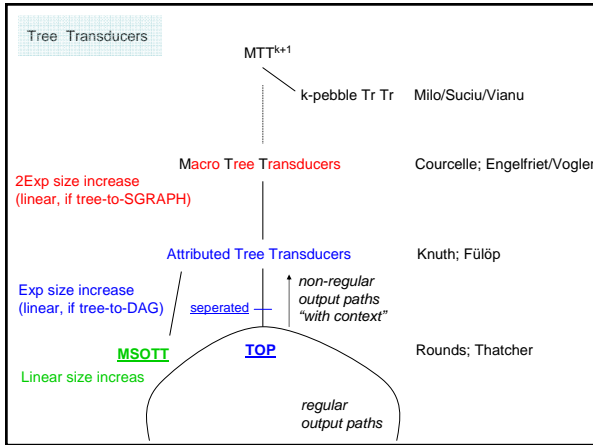 Tree Transducers
MTT^k+1
k-pebble Tr Tr Milo/Suciu/Vianu
Macro Tree Transducers Courcelle; Engelfriet/Vogler
2Exp size increase
(linear, if tree-to-SGRAPH)
Attributed Tree Transducers Knuth; Fülöp
Exp size increase
(linear, if tree-to-DAG)
seperated
non-regular
output paths
“with context”
MSOTT TOP Rounds; Thatcher
Linear size increas
regular
output paths